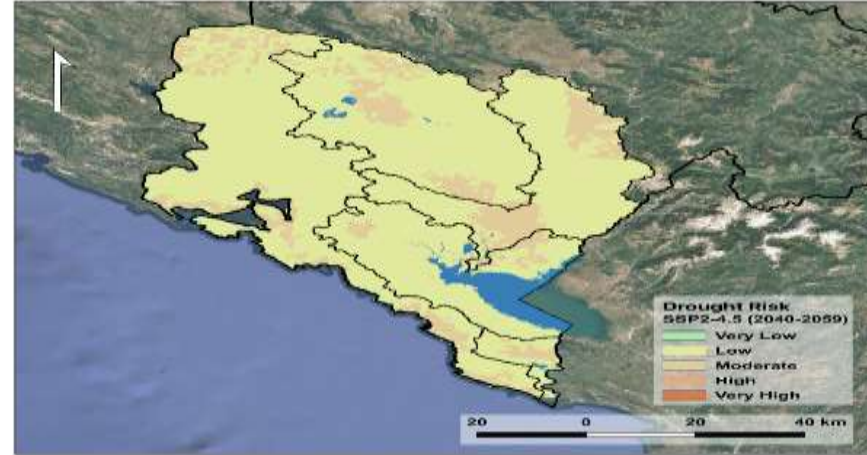 Drought Risk
SSP2-4.5 (2040-2059)
Very Low
Low
Moderate
High
Very High
20 0 20 40 km